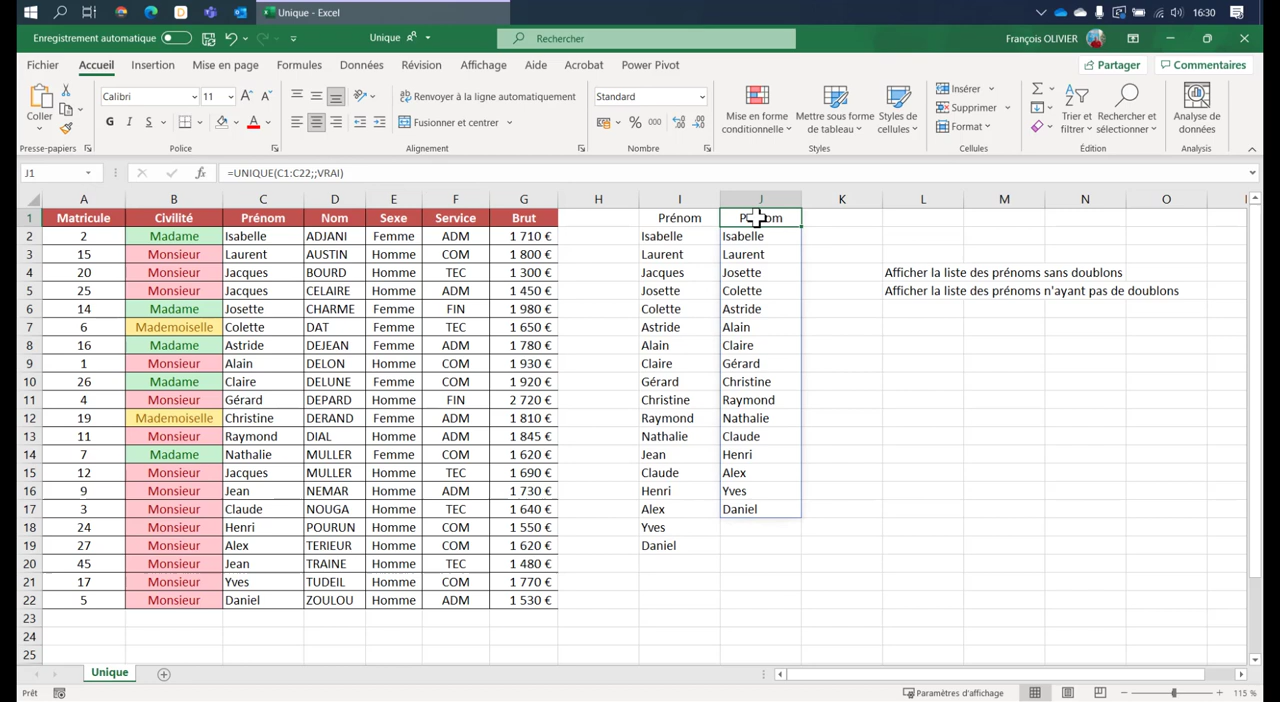 Unique - Excel
16:30
Enregistrement automatique
Unique
Rechercher
François OLIVIER
Fichier Accueil Insertion Mise en page Formules Données Révision Affichage Aide Acrobat Power Pivot
Partager Commentaires
Coller
Calibri 11
Renvoyer à la ligne automatiquement
Standard
Mise en forme conditionnelle
Mettre sous forme de tableau
Styles de cellules
Insérer
Supprimer
Format
Trier et filtrer
Rechercher et sélectionner
Analyse de données
G I S
Fusionner et centrer
% 000
Presse-papiers Police Alignement Nombre Styles Cellules Édition Analyse
J1 fx =UNIQUE(C1:C22;;VRAI)
A B C D E F G H I J K L M N O
1 Matricule Civilité Prénom Nom Sexe Service Brut Prénom
2 2 Madame Isabelle ADJANI Femme ADM 1 710 € Isabelle Isabelle
3 15 Monsieur Laurent AUSTIN Homme COM 1 800 € Laurent Laurent
4 20 Monsieur Jacques BOURD Homme TEC 1 300 € Jacques Josette Afficher la liste des prénoms sans doublons
5 25 Monsieur Jacques CELAIRE Homme ADM 1 450 € Josette Colette Afficher la liste des prénoms n'ayant pas de doublons
6 14 Madame Josette CHARME Femme FIN 1 980 € Colette Astride
7 6 Mademoiselle Colette DAT Femme TEC 1 650 € Astride Alain
8 16 Madame Astride DEJEAN Femme ADM 1 780 € Alain Claire
9 1 Monsieur Alain DELON Homme COM 1 930 € Claire Gérard
10 26 Madame Claire DELUNE Femme COM 1 920 € Gérard Christine
11 4 Monsieur Gérard DEPARD Homme FIN 2 720 € Christine Raymond
12 19 Mademoiselle Christine DERAND Femme ADM 1 810 € Raymond Nathalie
13 11 Monsieur Raymond DIAL Homme ADM 1 845 € Nathalie Claude
14 7 Madame Nathalie MULLER Femme COM 1 620 € Jean Henri
15 12 Monsieur Jacques MULLER Homme TEC 1 690 € Claude Alex
16 9 Monsieur Jean NEMAR Homme ADM 1 730 € Henri Yves
17 3 Monsieur Claude NOUGA Homme TEC 1 640 € Alex Daniel
18 24 Monsieur Henri POURUN Homme COM 1 550 € Yves
19 27 Monsieur Alex TERIEUR Homme COM 1 620 € Daniel
20 45 Monsieur Jean TRAINE Homme TEC 1 480 €
21 17 Monsieur Yves TUDEIL Homme COM 1 770 €
22 5 Monsieur Daniel ZOULOU Homme ADM 1 530 €
23
24
25
Unique
Prêt
Paramètres d'affichage
115 %